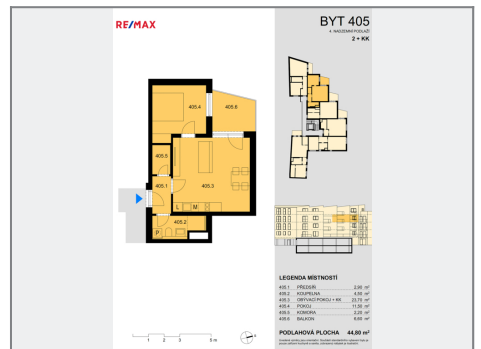 RE/MAX
BYT 405
4. NADZEMNÍ PODLAŽÍ
2 + KK
405.4
405.6
405.5
405.1
405.3
L
M
405.2
P
LEGENDA MÍSTNOSTÍ
405.1 PŘEDSÍŇ 2,90 m²
405.2 KOUPELNA 4,50 m²
405.3 OBÝVACÍ POKOJ + KK 23,70 m²
405.4 POKOJ 11,50 m²
405.5 KOMORA 2,20 m²
405.6 BALKON 6,60 m²
PODLAHOVÁ PLOCHA 44,80 m²
1 2 3 5 m